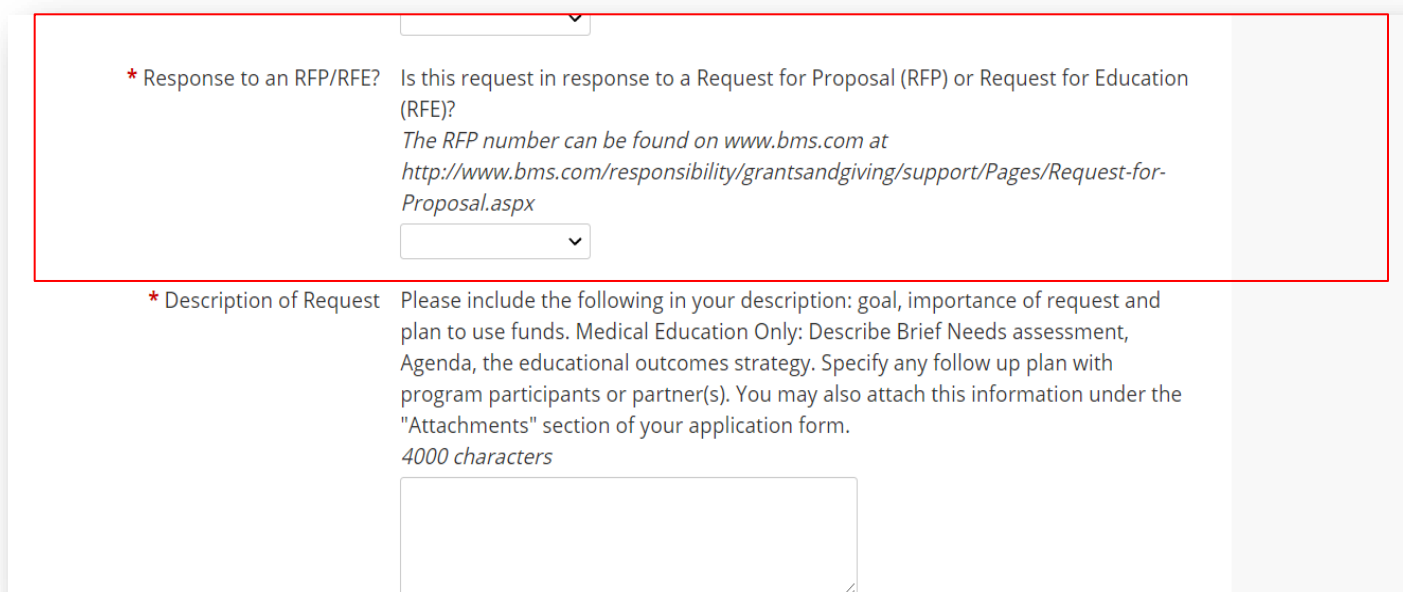 * Response to an RFP/RFE? Is this request in response to a Request for Proposal (RFP) or Request for Education
(RFE)?
The RFP number can be found on www.bms.com at
http://www.bms.com/responsibility/grantsandgiving/support/Pages/Request-for-
Proposal.aspx
* Description of Request Please include the following in your description: goal, importance of request and
plan to use funds. Medical Education Only: Describe Brief Needs assessment,
Agenda, the educational outcomes strategy. Specify any follow up plan with
program participants or partner(s). You may also attach this information under the
"Attachments" section of your application form.
4000 characters